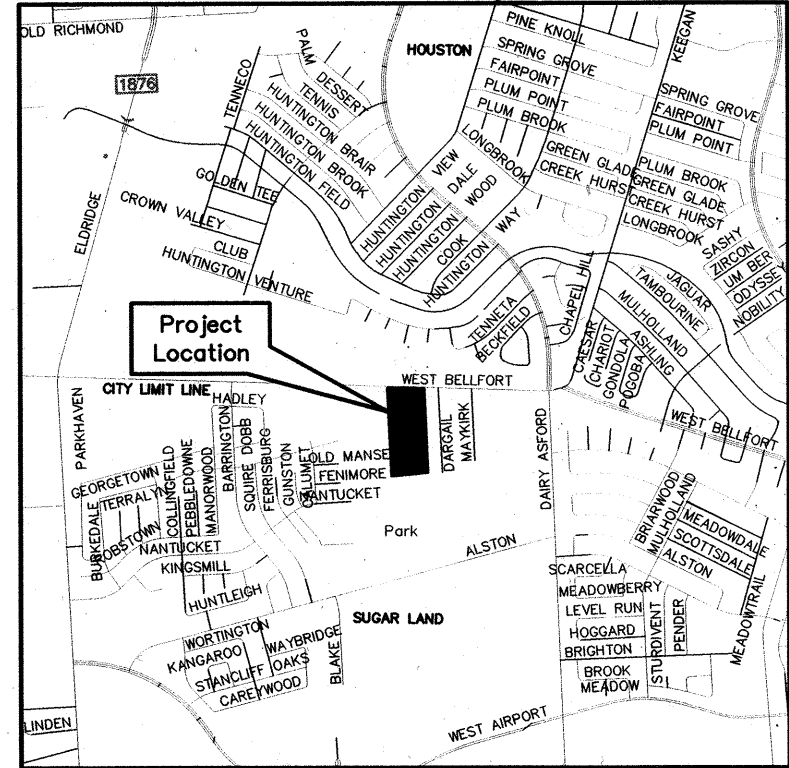 OLD RICHMOND
1876
TENNECO
PALM
DESSERT
TENNIS
HUNTINGTON BRAIR
HUNTINGTON BROOK
HUNTINGTON FIELD
HOUSTON
PINE KNOLL
SPRING GROVE
FAIRPOINT
PLUM POINT
PLUM BROOK
LONGBROOK
KEEGAN
SPRING GROVE
FAIRPOINT
PLUM POINT
GREEN GLADE
CREEK HURST
PLUM BROOK
GREEN GLADE
CREEK HURST
LONGBROOK
ELDRIDGE
GOLDEN TEE
CROWN VALLEY
CLUB
HUNTINGTON VENTURE
HUNTINGTON VIEW
HUNTINGTON DALE
HUNTINGTON WOOD
COOK
HUNTINGTON WAY
SASHY
ZIRCON
UM BER
ODYSSEY
NOBILITY
JAGUAR
TAMBOURINE
MULHOLLAND
ASHLING
CHAPEL HILL
TENNETA
BECKFIELD
CAESAR
CHARIOT
GONDOLA
POGOBA
Project
Location
CITY LIMIT LINE
WEST BELLFORT
WEST BELLFORT
PARKHAVEN
HADLEY
BARRINGTON
SQUIRE DOBB
FERRISBURG
GUNSTON
CALUMET
OLD MANSE
FENIMORE
NANTUCKET
DARGAIL
MAYKIRK
DAIRY ASFORD
GEORGETOWN
TERRALYN
BURKEDALE
COLLINGFIELD
PEBBLEDOWNE
MANORWOOD
NANTUCKET
KINGSMILL
HUNTLEIGH
Park
ALSTON
BRIARWOOD
MULHOLLAND
MEADOWDALE
SCOTTSDALE
ALSTON
MEADOWTRAIL
SCARCELLA
MEADOWBERRY
LEVEL RUN
HOGGARD
BRIGHTON
BROOK
MEADOW
STURDIVENT
PENDER
WORTINGTON
KANGAROO
WAYBRIDGE
STANCLIFF OAKS
CAREYWOOD
BLAKE
SUGAR LAND
LINDEN
WEST AIRPORT